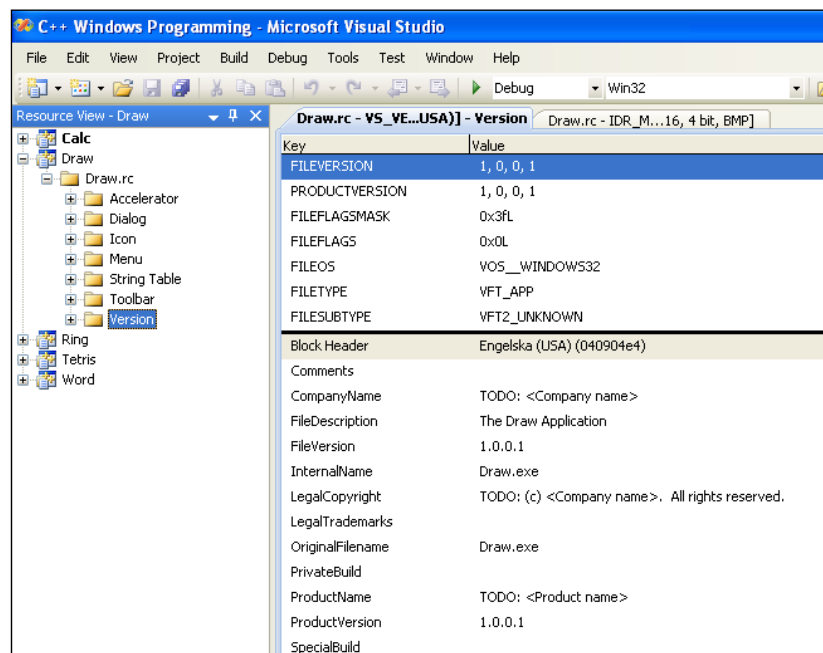 C++ Windows Programming - Microsoft Visual Studio
File Edit View Project Build Debug Tools Test Window Help
Debug Win32
Resource View - Draw
Draw.rc - VS_VE...USA)] - Version
Draw.rc - IDR_M...16, 4 bit, BMP]
Calc
Draw
Draw.rc
Accelerator
Dialog
Icon
Menu
String Table
Toolbar
Version
Ring
Tetris
Word
Key Value
FILEVERSION 1, 0, 0, 1
PRODUCTVERSION 1, 0, 0, 1
FILEFLAGSMASK 0x3fL
FILEFLAGS 0x0L
FILEOS VOS__WINDOWS32
FILETYPE VFT_APP
FILESUBTYPE VFT2_UNKNOWN
Block Header Engelska (USA) (040904e4)
Comments
CompanyName TODO: <Company name>
FileDescription The Draw Application
FileVersion 1.0.0.1
InternalName Draw.exe
LegalCopyright TODO: (c) <Company name>. All rights reserved.
LegalTrademarks
OriginalFilename Draw.exe
PrivateBuild
ProductName TODO: <Product name>
ProductVersion 1.0.0.1
SpecialBuild